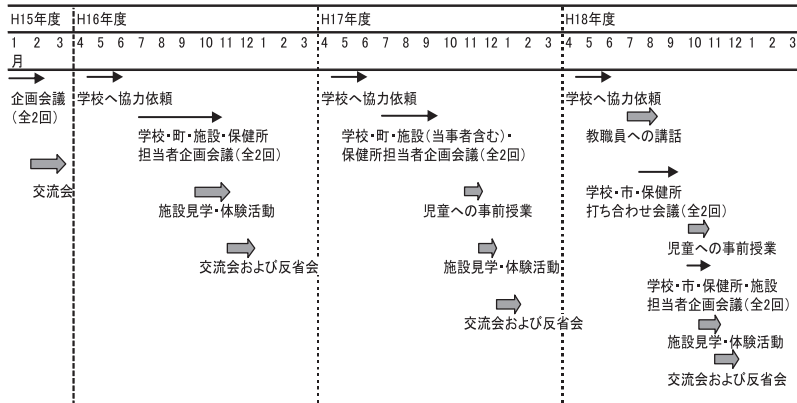 H15年度 H16年度 H17年度 H18年度
1 2 3 4 5 6 7 8 9 10 11 12 1 2 3 4 5 6 7 8 9 10 11 12 1 2 3 4 5 6 7 8 9 10 11 12 1 2 3
月
企画会議
(全2回)
交流会
学校へ協力依頼
学校・町・施設・保健所
担当者企画会議(全2回)
施設見学・体験活動
交流会および反省会
学校へ協力依頼
学校・町・施設(当事者含む)・
保健所担当者企画会議(全2回)
児童への事前授業
施設見学・体験活動
交流会および反省会
学校へ協力依頼
教職員への講話
学校・市・保健所
打ち合わせ会議(全2回)
児童への事前授業
学校・市・保健所・施設
担当者企画会議(全2回)
施設見学・体験活動
交流会および反省会